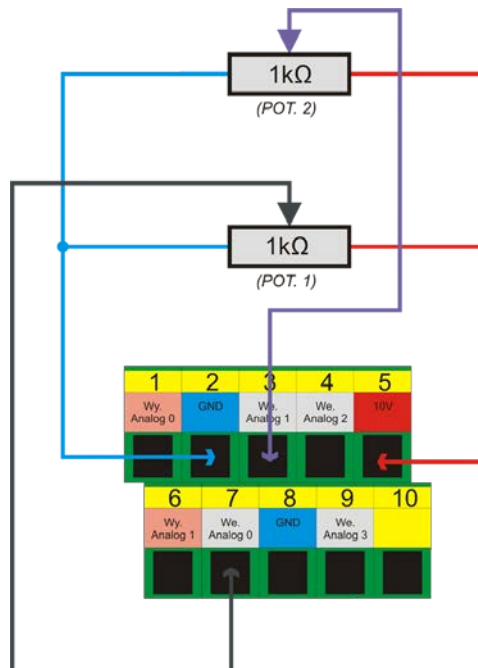 1kΩ
(POT. 2)
1kΩ
(POT. 1)
1 2 3 4 5
Wy. Analog 0
GND
We. Analog 1
We. Analog 2
10V
6 7 8 9 10
Wy. Analog 1
We. Analog 0
GND
We. Analog 3